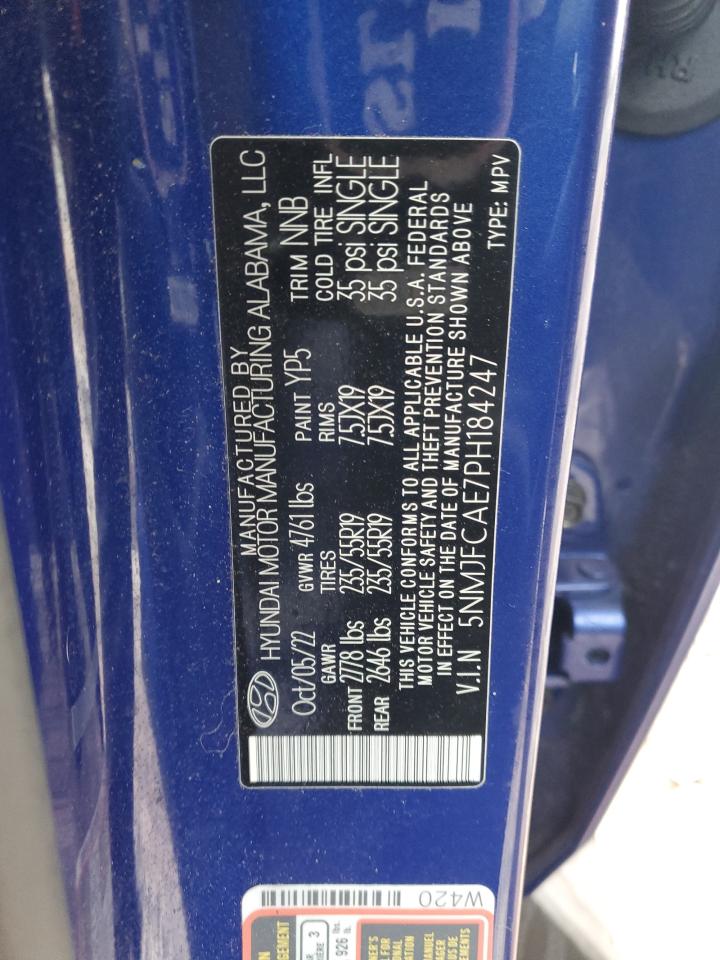 MANUFACTURED BY
HYUNDAI MOTOR MANUFACTURING ALABAMA, LLC
Oct/05/22 GVWR 4761 lbs PAINT YP5 TRIM NNB
GAWR TIRES RIMS COLD TIRE INFL
FRONT 2778 lbs 235/55R19 7.5JX19 35 psi SINGLE
REAR 2646 lbs 235/55R19 7.5JX19 35 psi SINGLE
THIS VEHICLE CONFORMS TO ALL APPLICABLE U.S.A. FEDERAL
MOTOR VEHICLE SAFETY AND THEFT PREVENTION STANDARDS
IN EFFECT ON THE DATE OF MANUFACTURE SHOWN ABOVE
V.I.N 5NMJFCAE7PH184247
TYPE: MPV
RH
W420
3
926